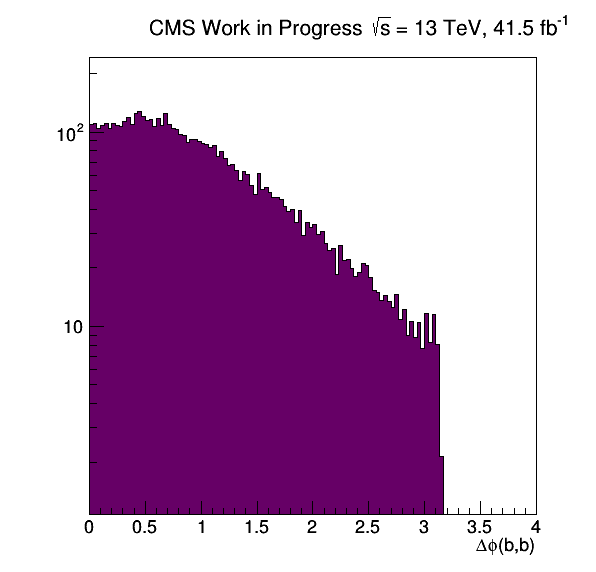 CMS Work in Progress √s = 13 TeV, 41.5 fb⁻¹
10²
10
0 0.5 1 1.5 2 2.5 3 3.5 4
Δϕ(b,b)